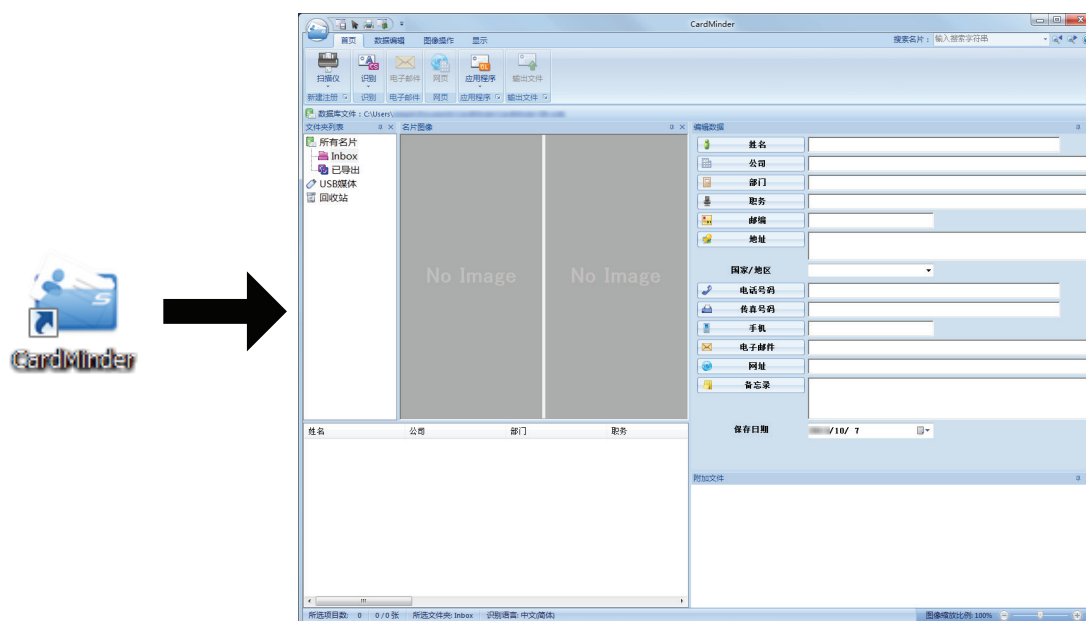 CardMinder
CardMinder
首页 数据编辑 图像操作 显示
搜索名片： 输入搜索字符串
扫描仪 识别 电子邮件 网页 应用程序 输出文件
新建注册 识别 电子邮件 网页 应用程序 输出文件
数据库文件：C:\Users\
文件夹列表 名片图像 编辑数据
所有名片
Inbox
已导出
USB媒体
回收站
No Image No Image
姓名
公司
部门
职务
邮编
地址
国家/地区
电话号码
传真号码
手机
电子邮件
网址
备忘录
保存日期 /10/ 7
姓名 公司 部门 职务
附加文件
所选项目数: 0 0/0张 所选文件夹: Inbox 识别语言: 中文(简体) 图像缩放比例: 100%